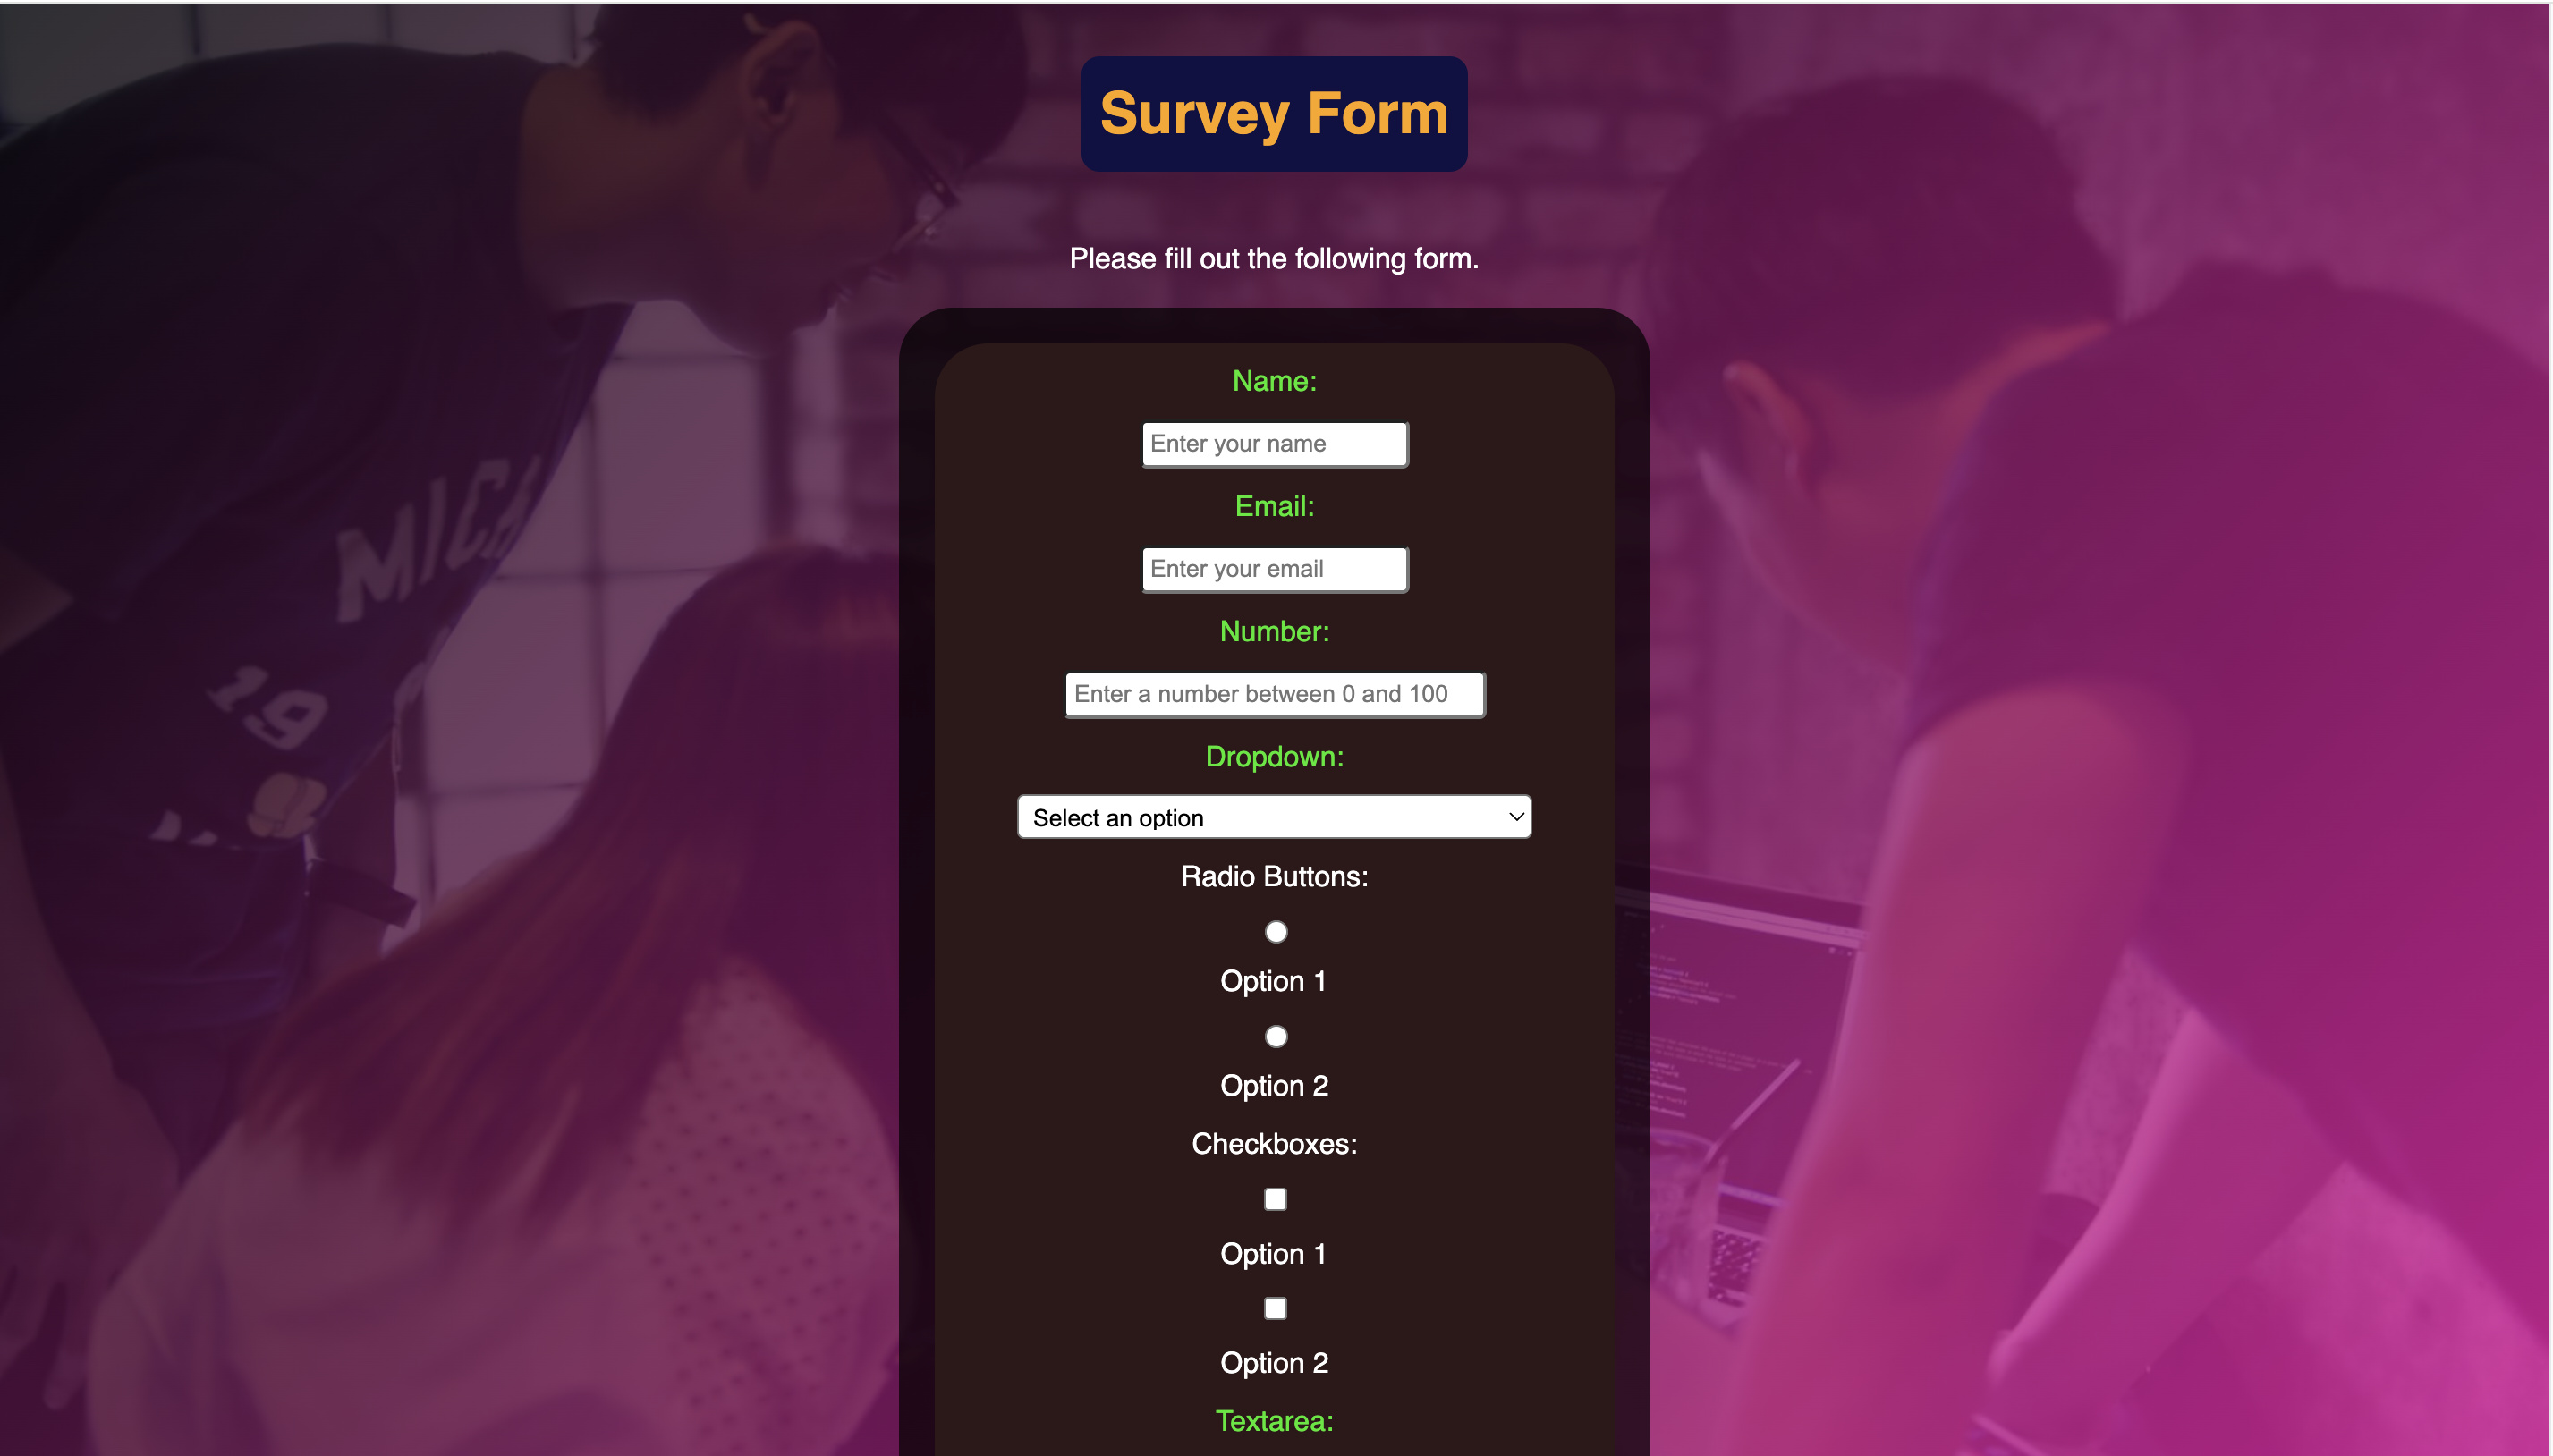 Survey Form
Please fill out the following form.
Name:
Enter your name
Email:
Enter your email
Number:
Enter a number between 0 and 100
Dropdown:
Select an option
Radio Buttons:
Option 1
Option 2
Checkboxes:
Option 1
Option 2
Textarea:
19